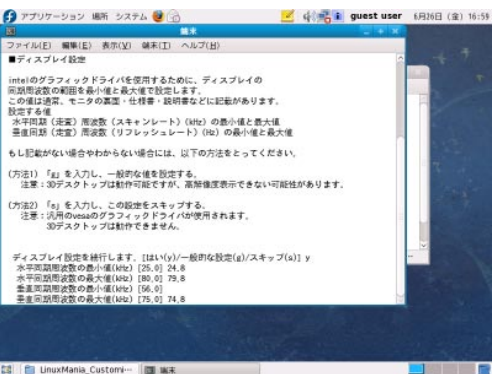 アプリケーション 場所 システム
guest user 6月26日 (金) 16:59
端末
ファイル(F) 編集(E) 表示(V) 端末(T) ヘルプ(H)
■ディスプレイ設定
intelのグラフィックドライバを使用するために、ディスプレイの
同期周波数の範囲を最小値と最大値で設定します。
この値は通常、モニタの裏面・仕様書・説明書などに記載があります。
設定する値
水平同期(走査)周波数(スキャンレート)(kHz)の最小値と最大値
垂直同期(走査)周波数(リフレッシュレート)(Hz)の最小値と最大値
もし記載がない場合やわからない場合には、以下の方法をとってください。
(方法1) 「g」を入力し、一般的な値を設定する。
注意:3Dデスクトップは動作可能ですが、高解像度表示できない可能性があります。
(方法2) 「s」を入力し、この設定をスキップする。
注意:汎用のvesaのグラフィックドライバが使用されます。
3Dデスクトップは動作できません。
ディスプレイ設定を続行します。[はい(y)/一般的な設定(g)/スキップ(s)] y
水平同期周波数の最小値(kHz) [25.0] 24.8
水平同期周波数の最大値(kHz) [80.0] 79.8
垂直同期周波数の最小値(kHz) [56.0]
垂直同期周波数の最大値(kHz) [75.0] 74.8
LinuxMania_Customi…
端末